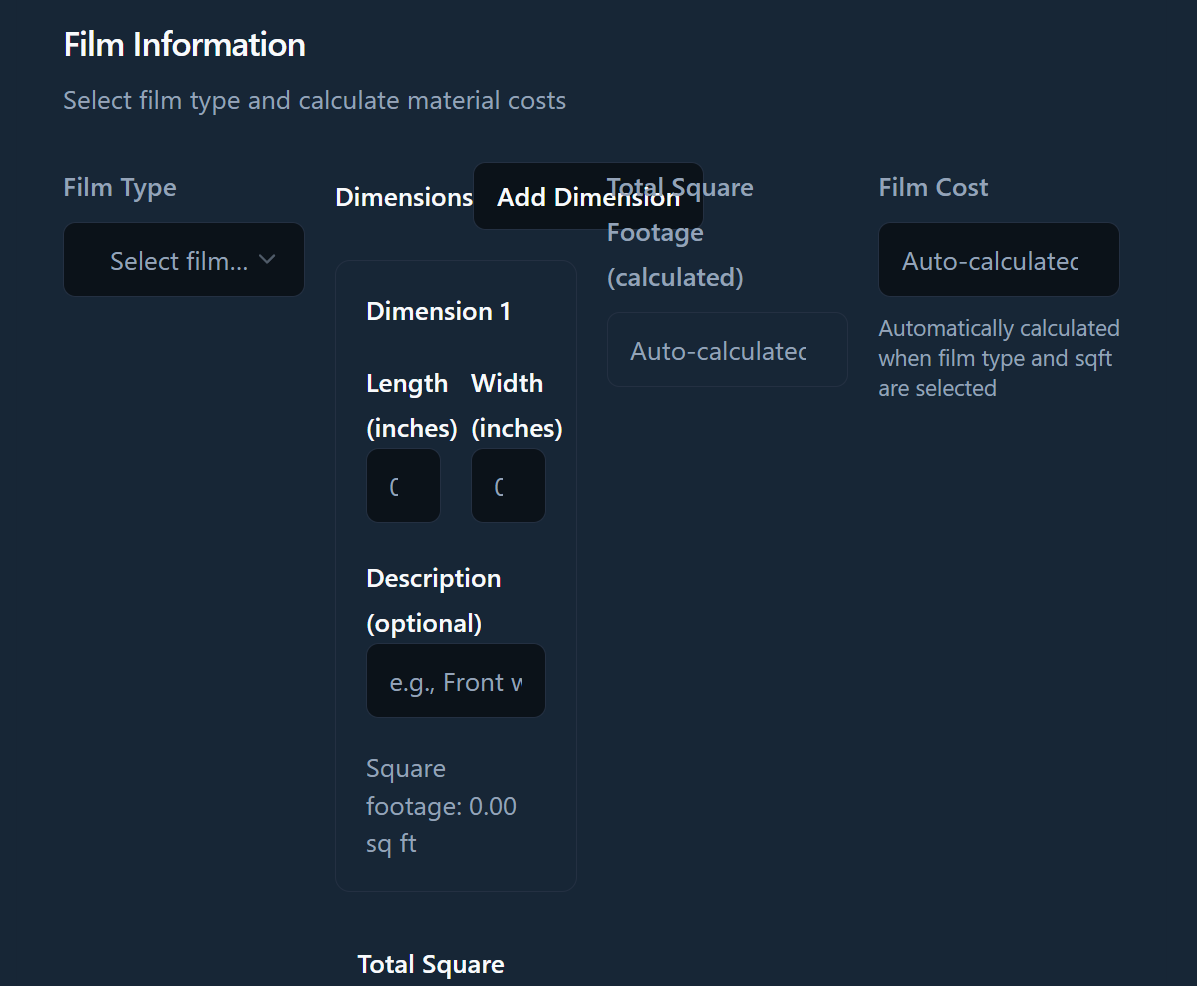 Film Information
Select film type and calculate material costs
Film Type
Select film...
Dimensions
Add Dimension
Dimension 1
Length
(inches)
Width
(inches)
0
0
Description
(optional)
e.g., Front w
Square
footage: 0.00
sq ft
Total Square
Total Square
Footage
(calculated)
Auto-calculated
Film Cost
Auto-calculated
Automatically calculated
when film type and sqft
are selected